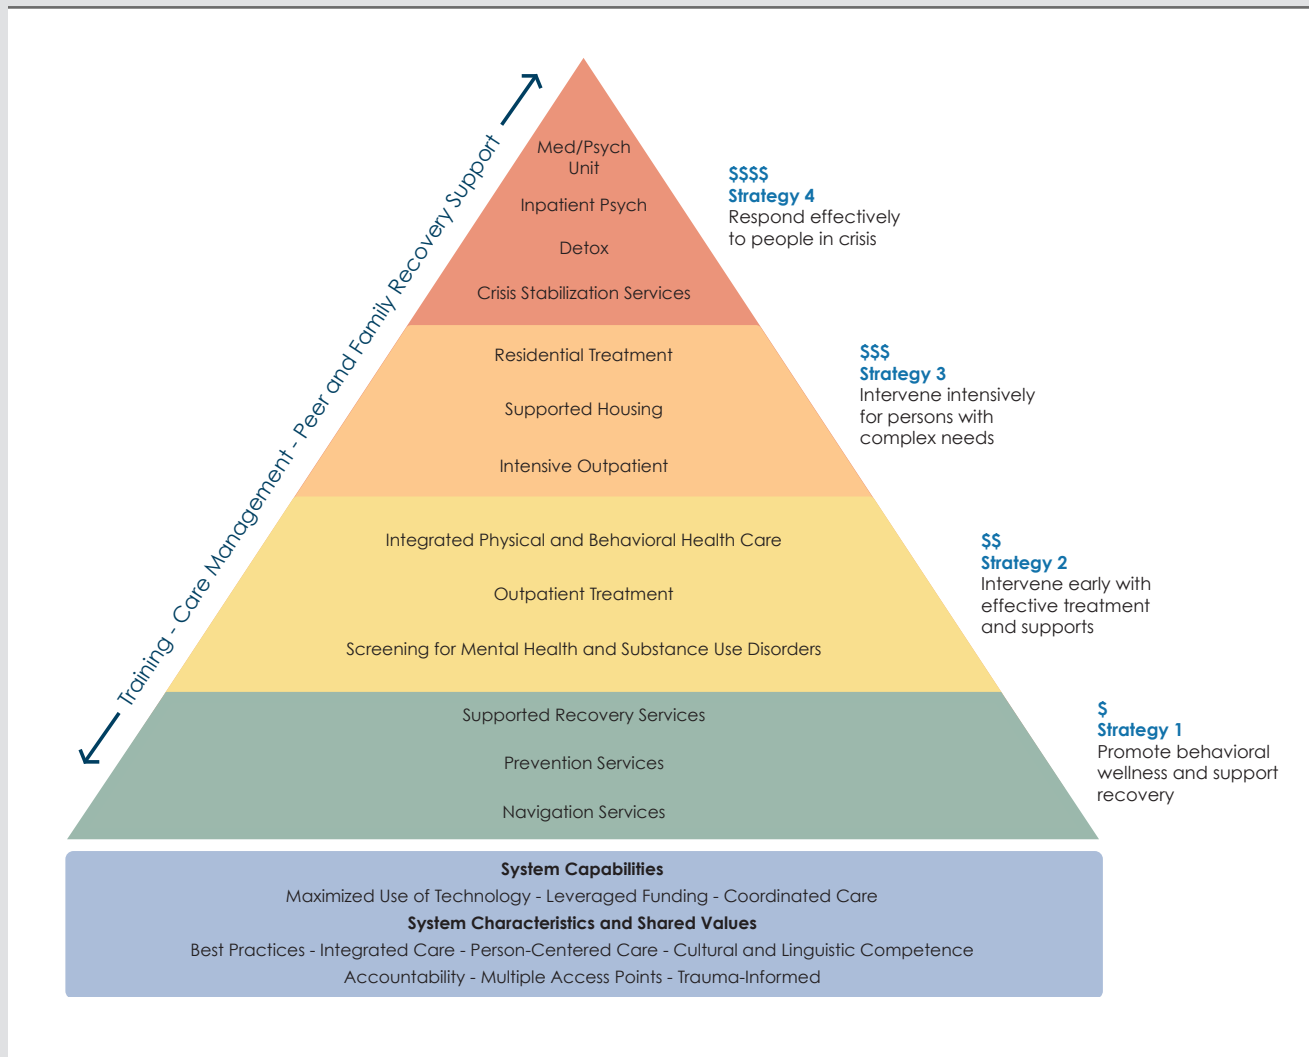 Training - Care Management - Peer and Family Recovery Support
Med/Psych
Unit
Inpatient Psych
Detox
Crisis Stabilization Services
$$$$
Strategy 4
Respond effectively
to people in crisis
Residential Treatment
Supported Housing
Intensive Outpatient
$$$
Strategy 3
Intervene intensively
for persons with
complex needs
Integrated Physical and Behavioral Health Care
Outpatient Treatment
Screening for Mental Health and Substance Use Disorders
$$
Strategy 2
Intervene early with
effective treatment
and supports
Supported Recovery Services
Prevention Services
Navigation Services
$
Strategy 1
Promote behavioral
wellness and support
recovery
System Capabilities
Maximized Use of Technology - Leveraged Funding - Coordinated Care
System Characteristics and Shared Values
Best Practices - Integrated Care - Person-Centered Care - Cultural and Linguistic Competence
Accountability - Multiple Access Points - Trauma-Informed